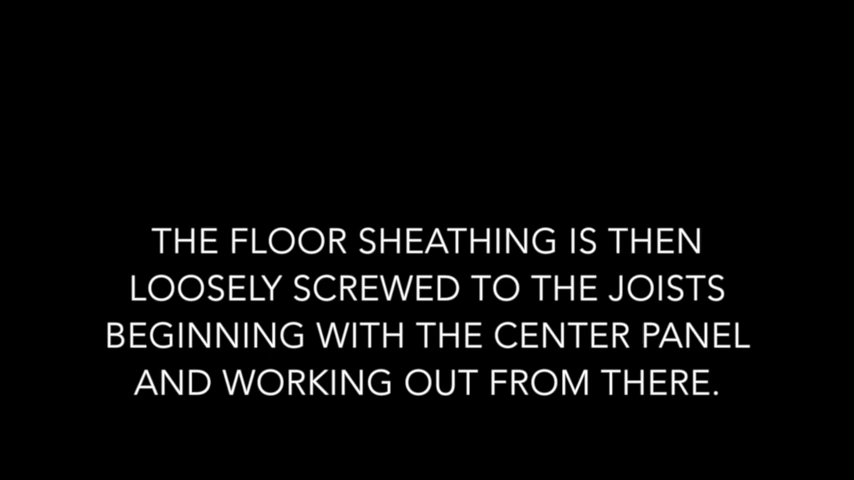 THE FLOOR SHEATHING IS THEN
LOOSELY SCREWED TO THE JOISTS
BEGINNING WITH THE CENTER PANEL
AND WORKING OUT FROM THERE.